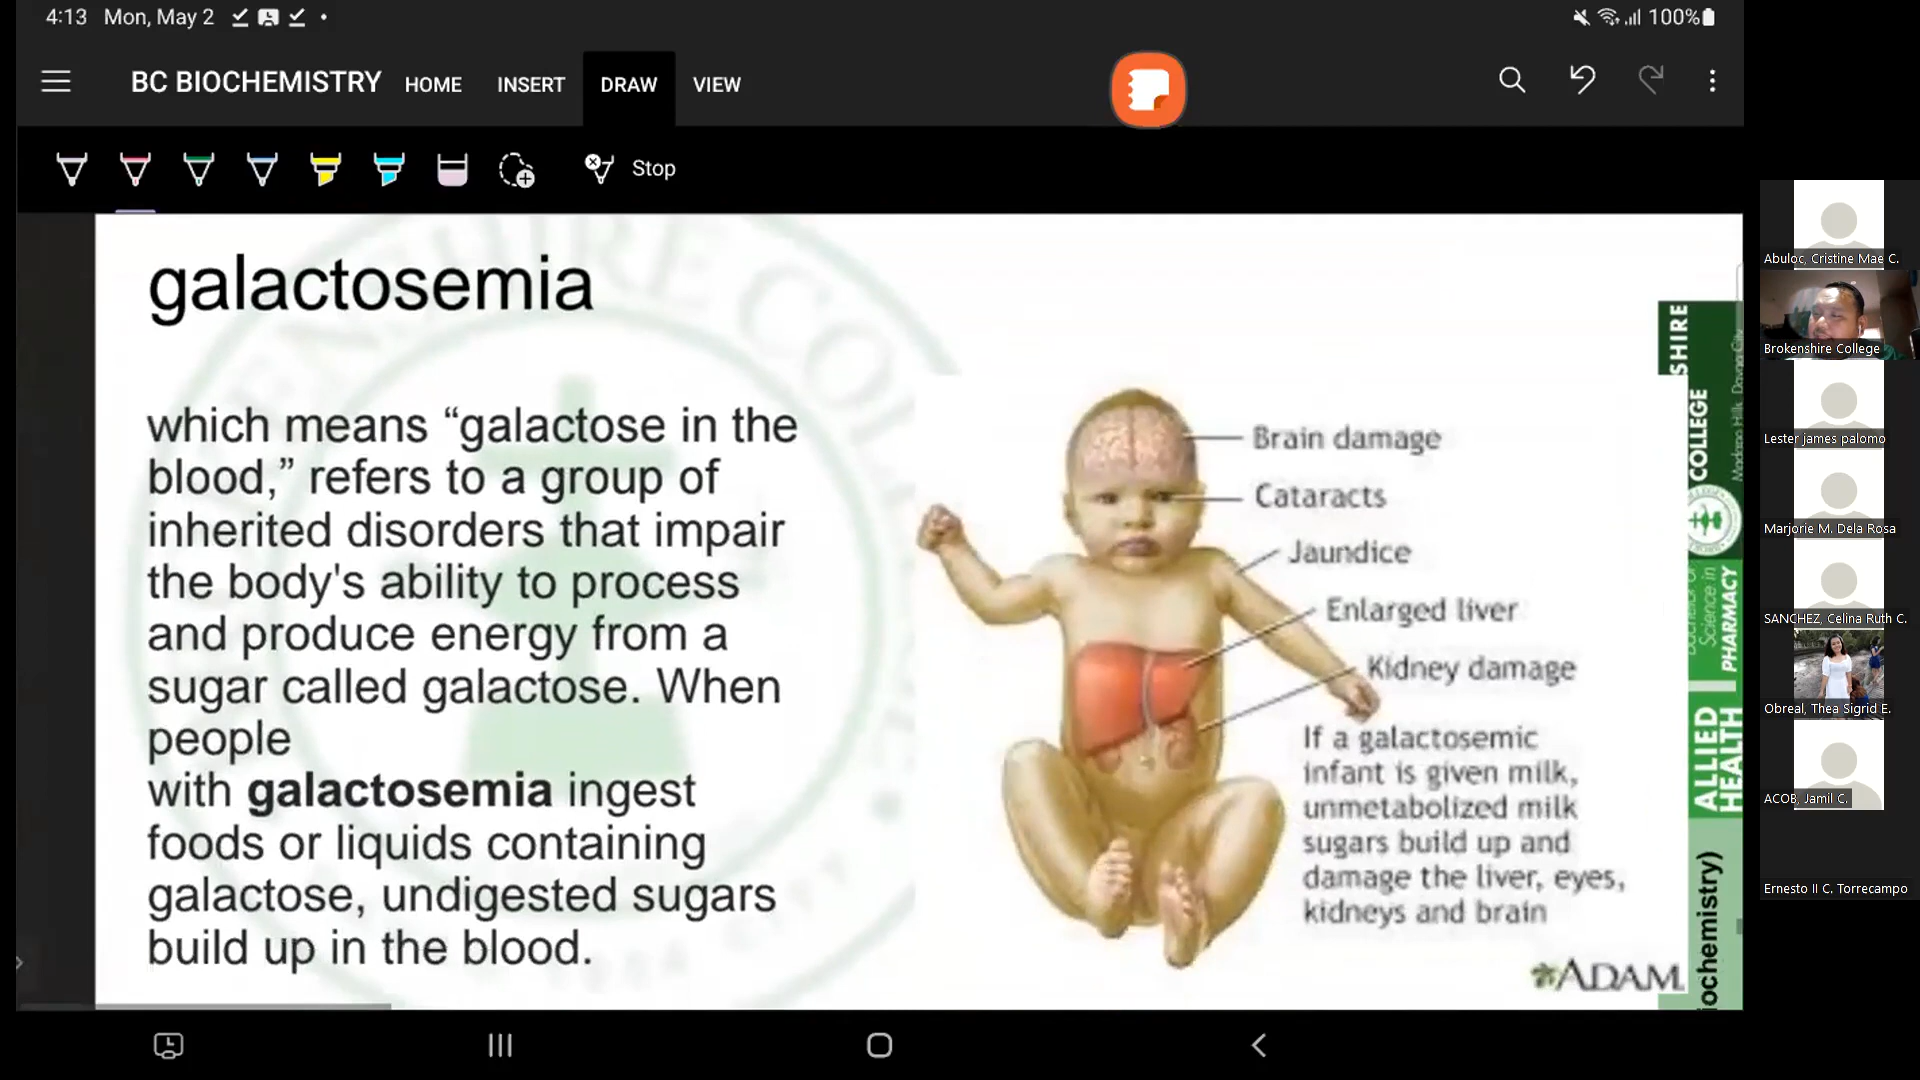 4:13 Mon, May 2
100%
BC BIOCHEMISTRY
HOME
INSERT
DRAW
VIEW
Stop
galactosemia
which means “galactose in the
blood,” refers to a group of
inherited disorders that impair
the body's ability to process
and produce energy from a
sugar called galactose. When
people
with galactosemia ingest
foods or liquids containing
galactose, undigested sugars
build up in the blood.
Brain damage
Cataracts
Jaundice
Enlarged liver
Kidney damage
If a galactosemic
infant is given milk,
unmetabolized milk
sugars build up and
damage the liver, eyes,
kidneys and brain
ADAM.
SHIRE
COLLEGE
Science in
PHARMACY
ALLIED
HEALTH
ochemistry)
Abuloc, Cristine Mae C.
Brokenshire College
Lester james palomo
Marjorie M. Dela Rosa
SANCHEZ, Celina Ruth C.
Obreal, Thea Sigrid E.
ACOB, Jamil C.
Ernesto II C. Torrecampo